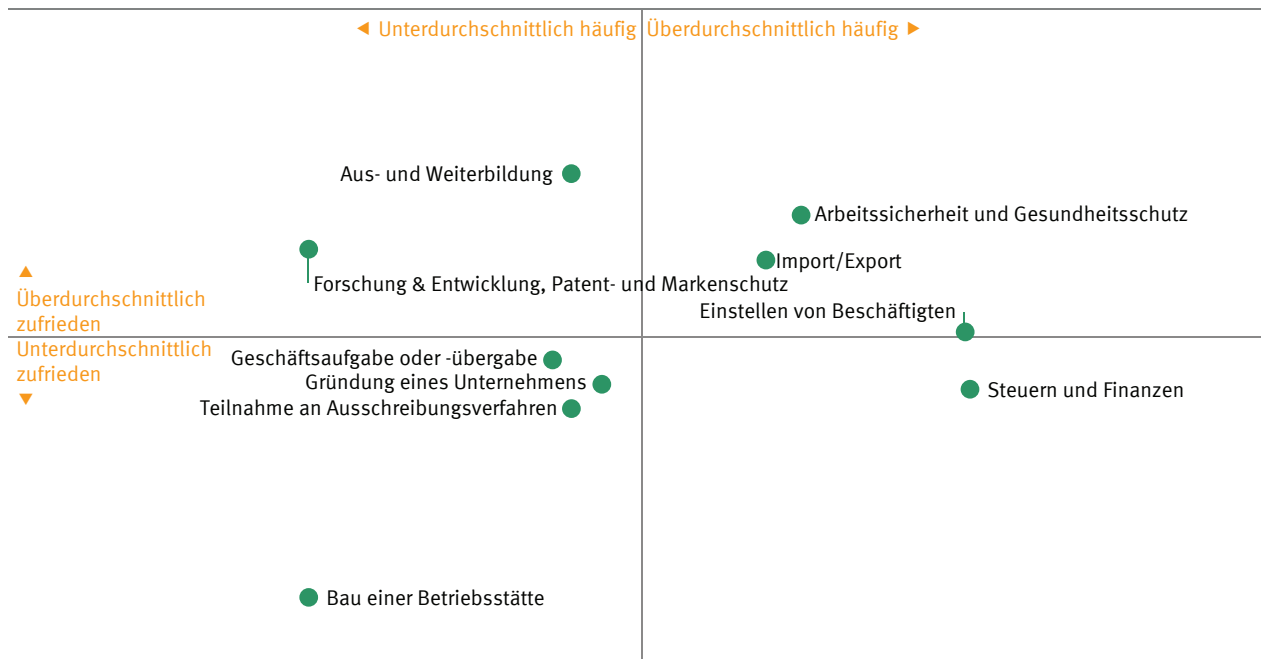 ◄ Unterdurchschnittlich häufig Überdurchschnittlich häufig ►
Aus- und Weiterbildung
Arbeitssicherheit und Gesundheitsschutz
Import/Export
Forschung & Entwicklung, Patent- und Markenschutz
▲
Überdurchschnittlich
zufrieden
Einstellen von Beschäftigten
Unterdurchschnittlich
zufrieden
▼
Geschäftsaufgabe oder -übergabe
Gründung eines Unternehmens
Steuern und Finanzen
Teilnahme an Ausschreibungsverfahren
Bau einer Betriebsstätte